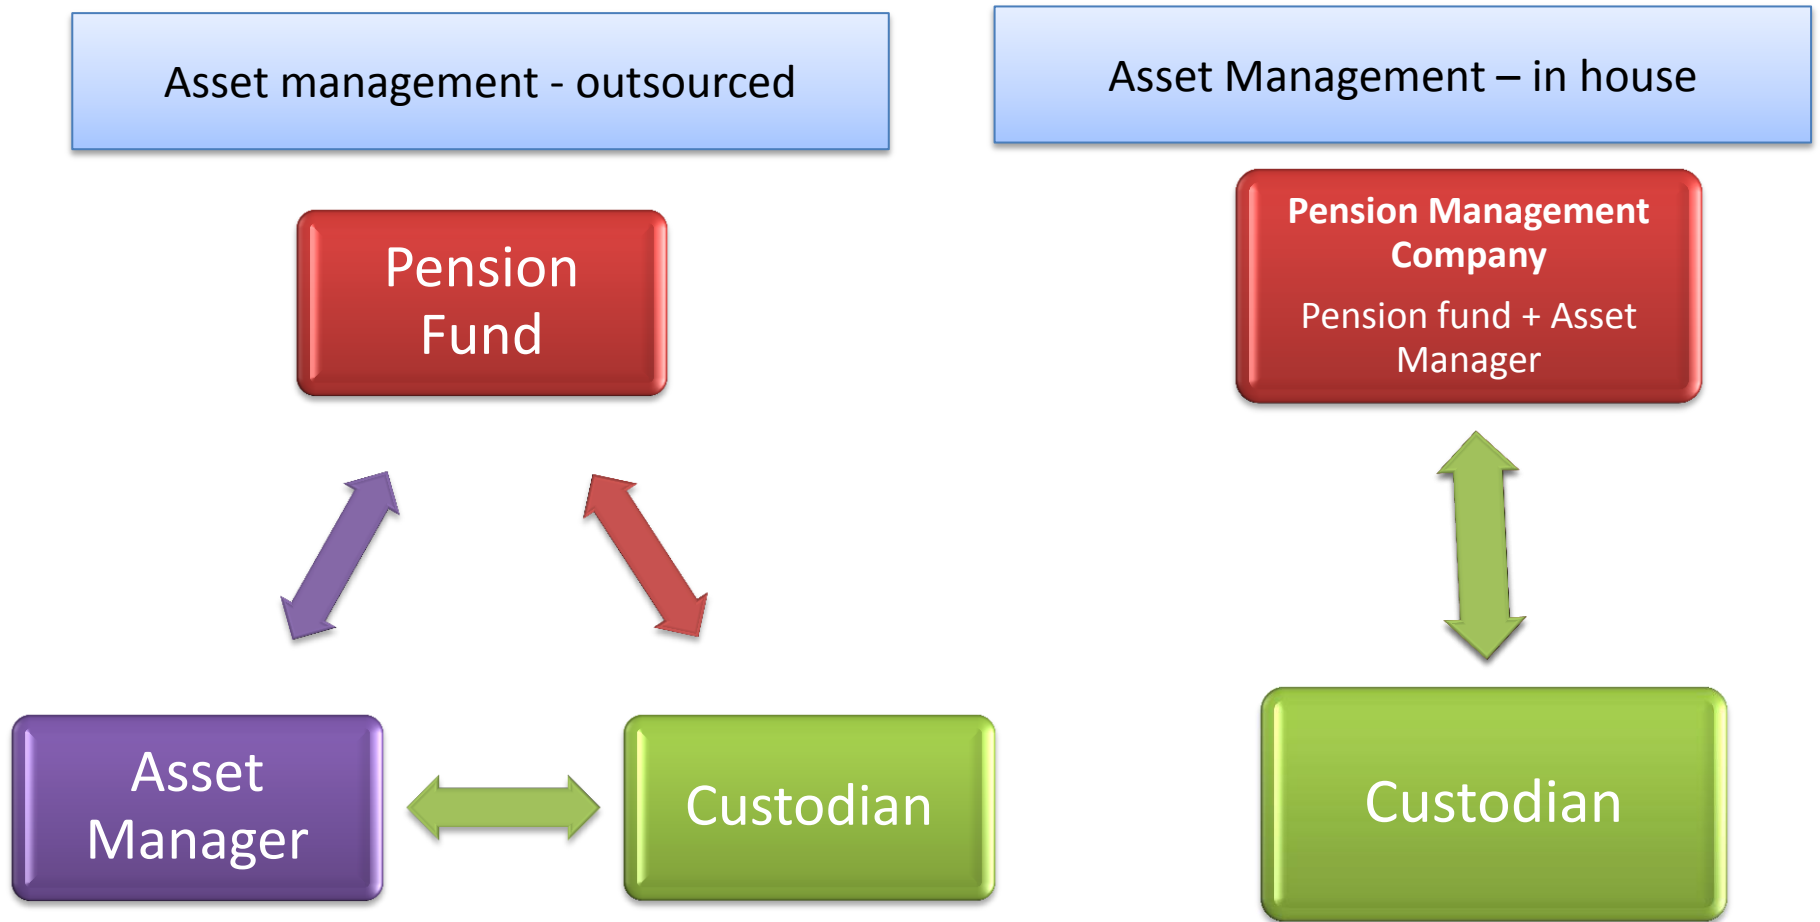 Asset management - outsourced
Pension
Fund
Asset
Manager
Custodian
Asset Management – in house
Pension Management
Company
Pension fund + Asset
Manager
Custodian